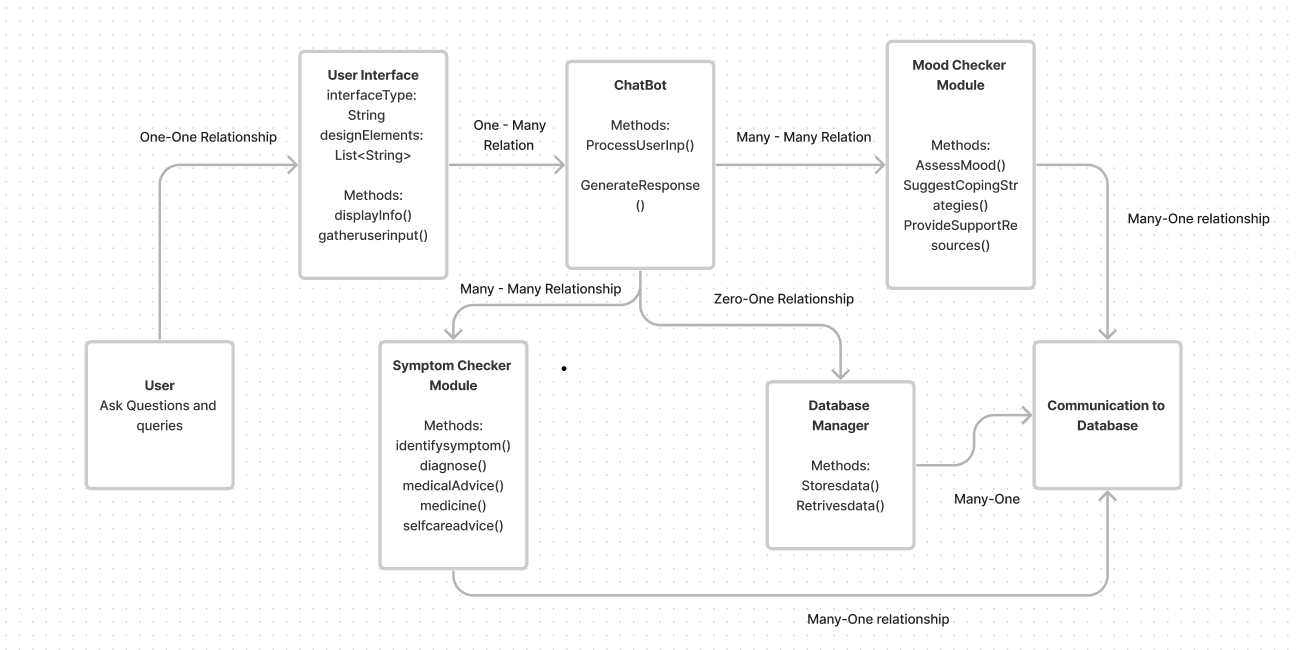 One-One Relationship
User Interface
interfaceType:
String
designElements:
List<String>
Methods:
displayInfo()
gatheruserinput()
One - Many
Relation
ChatBot
Methods:
ProcessUserInp()
GenerateResponse
()
Many - Many Relation
Mood Checker
Module
Methods:
AssessMood()
SuggestCopingStr
ategies()
ProvideSupportRe
sources()
Many-One relationship
Many - Many Relationship
Zero-One Relationship
User
Ask Questions and
queries
Symptom Checker
Module
Methods:
identifysymptom()
diagnose()
medicalAdvice()
medicine()
selfcareadvice()
Database
Manager
Methods:
Storesdata()
Retrivesdata()
Many-One
Communication to
Database
Many-One relationship